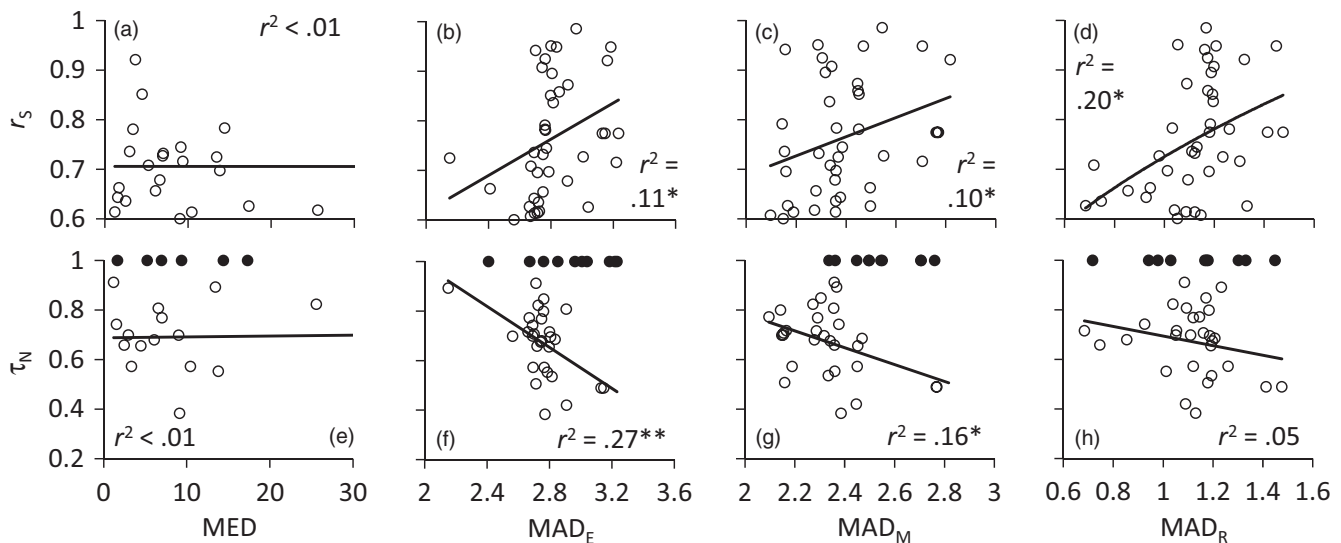 (a) r² < .01
(b) r² = .11*
(c) r² = .10*
(d) r² = .20*
r_S
1
0.9
0.8
0.7
0.6
τ_N
1
0.8
0.6
0.4
0.2
r² < .01 (e)
(f) r² = .27**
(g) r² = .16*
(h) r² = .05
0 10 20 30
2 2.4 2.8 3.2 3.6
2 2.2 2.4 2.6 2.8 3
0.6 0.8 1 1.2 1.4 1.6
MED
MAD_E
MAD_M
MAD_R